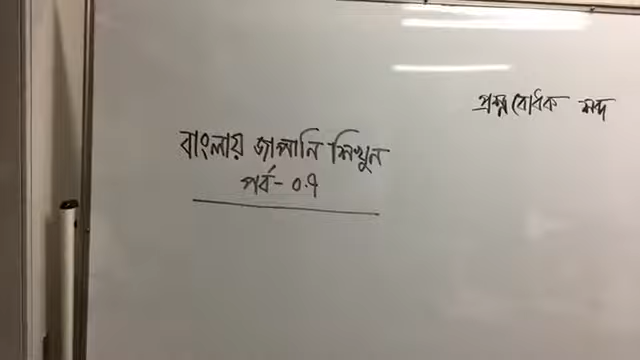 প্রশ্ন বোধক শব্দ
বাংলায় জাপানি শিখুন
পর্ব- ০৭